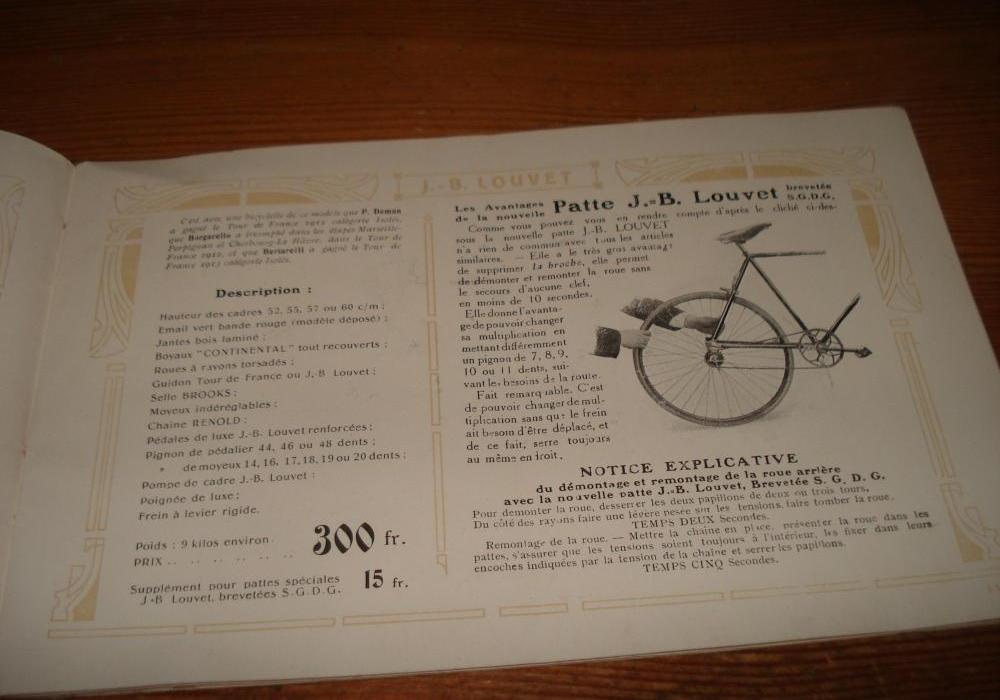 J.-B. LOUVET
C'est avec une bicyclette de ce modèle que P. Deman
a gagné le Tour de France 1912 catégorie Isolés,
que Borgarello a triomphé dans les étapes Marseille-
Perpignan et Cherbourg-Le Hâvre, dans le Tour de
France 1912, et que Bertarelli a gagné le Tour de
France 1913 catégorie Isolés.
Description :
Hauteur des cadres 52, 55, 57 ou 60 c/m ;
Email vert bande rouge (modèle déposé) ;
Jantes bois laminé ;
Boyaux "CONTINENTAL" tout recouverts ;
Roues à rayons torsadés ;
Guidon Tour de France ou J.-B Louvet ;
Selle BROOKS ;
Moyeux indéréglables ;
Chaine RENOLD ;
Pédales de luxe J.-B. Louvet renforcées ;
Pignon de pédalier 44, 46 ou 48 dents ;
» de moyeux 14, 16, 17, 18, 19 ou 20 dents ;
Pompe de cadre J.-B. Louvet ;
Poignée de luxe ;
Frein à levier rigide.
Poids : 9 kilos environ.
PRIX .. .. .. .. .. 300 fr.
Supplément pour pattes spéciales
J.-B Louvet, brevetées S.G.D.G. 15 fr.
Les Avantages
de la nouvelle Patte J.-B. Louvet brevetée
S.G.D.G.
Comme vous pouvez vous en rendre compte d'après le cliché ci-des-
sous la nouvelle patte J.-B. LOUVET
n'a rien de commun avec tous les articles
similaires. — Elle a le très gros avantage
de supprimer la broche, elle permet
de démonter et remonter la roue sans
le secours d'aucune clef,
en moins de 10 secondes.
Elle donne l'avanta-
ge de pouvoir changer
sa multiplication en
mettant différemment
un pignon de 7, 8, 9,
10 ou 11 dents, sui-
vant les besoins de la route.
Fait remarquable. C'est
de pouvoir changer de mul-
tiplication sans que le frein
ait besoin d'être déplacé, et
de ce fait, serre toujours
au même endroit.
NOTICE EXPLICATIVE
du démontage et remontage de la roue arrière
avec la nouvelle patte J.-B. Louvet, Brevetée S. G. D. G.
Pour démonter la roue, desserrer les deux papillons de deux ou trois tours.
Du côté des rayons faire une légère pesée sur les tensions, faire tomber la roue.
TEMPS DEUX Secondes.
Remontage de la roue. — Mettre la chaine en place, présenter la roue dans les
pattes, s'assurer que les tensions soient toujours à l'intérieur, les fixer dans leurs
encoches indiquées par la tension de la chaîne et serrer les papillons.
TEMPS CINQ Secondes.